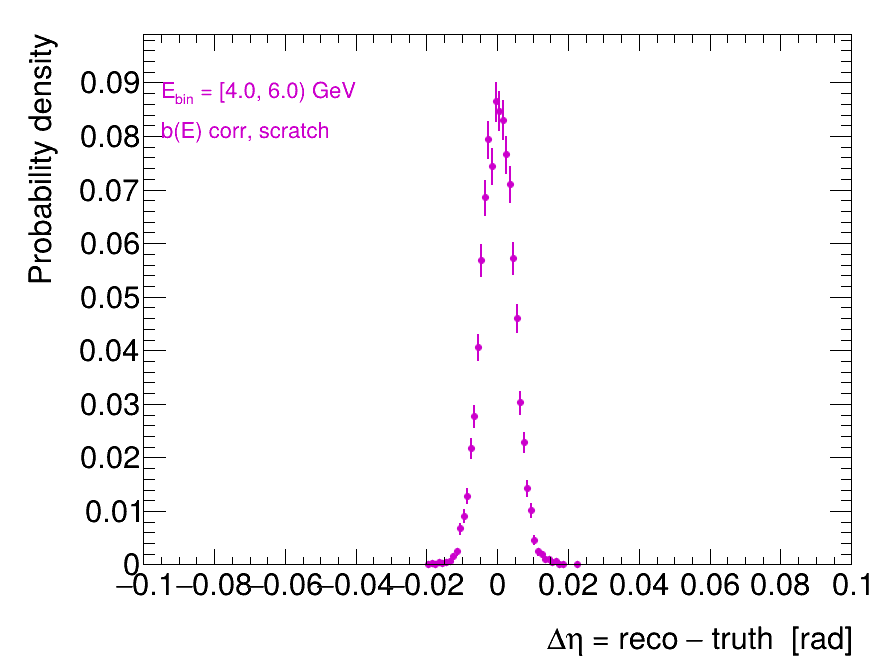 Probability density
0.09
0.08
0.07
0.06
0.05
0.04
0.03
0.02
0.01
0
E_bin = [4.0, 6.0) GeV
b(E) corr, scratch
−0.1 −0.08 −0.06 −0.04 −0.02 0 0.02 0.04 0.06 0.08 0.1
Δη = reco − truth [rad]